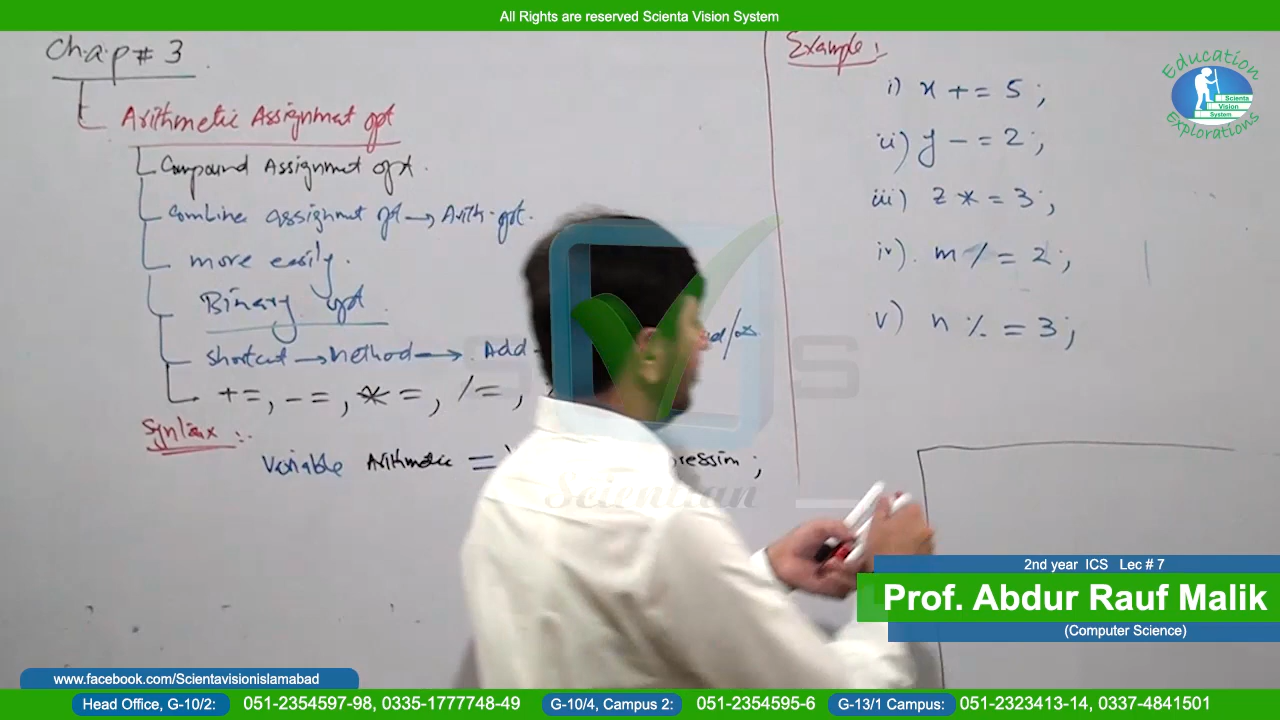 All Rights are reserved Scienta Vision System
Chap# 3
Arithmetic Assignmat opt
Compound Assignmt opt.
Combine assignmt opt → Arith. opt.
more easily.
Binary opt.
shortcut → method → Add
+=, -=, *=, /=,
Syntax :-
Variable Arithmetic = ;
Example:
i) x += 5 ;
ii) y -= 2 ;
iii) z *= 3 ;
iv). m /= 2 ;
v) n %= 3 ;
Education
Scienta
Vision
System
Explorations
Scientian
2nd year ICS Lec # 7
Prof. Abdur Rauf Malik
(Computer Science)
www.facebook.com/Scientavisionislamabad
Head Office, G-10/2: 051-2354597-98, 0335-1777748-49 G-10/4, Campus 2: 051-2354595-6 G-13/1 Campus: 051-2323413-14, 0337-4841501